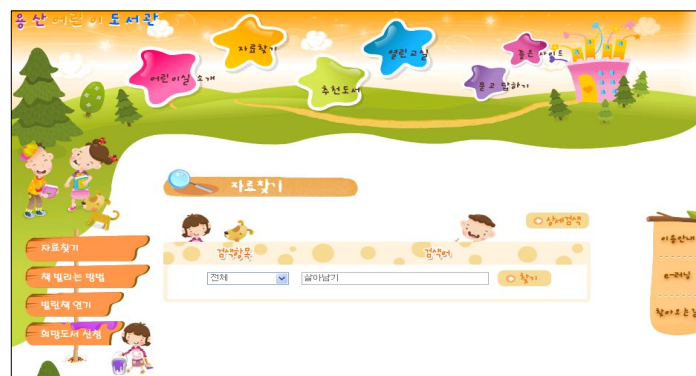 용산어린이도서관
어린이실 소개
자료찾기
추천도서
열린교실
묻고 답하기
좋은 사이트
자료찾기
상세검색
검색항목
검색어
전체
살아남기
찾기
자료찾기
책 빌리는 방법
빌린책 연기
희망도서 신청
이용안내
e-러닝
찾아오는